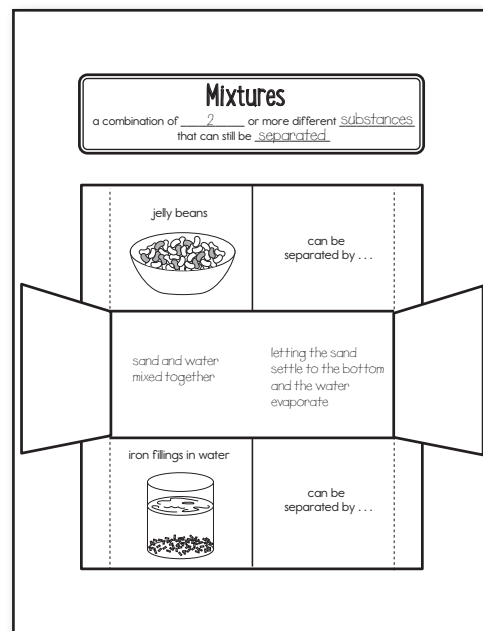 Mixtures
a combination of 2 or more different substances
that can still be separated
jelly beans
can be
separated by . . .
sand and water
mixed together
letting the sand
settle to the bottom
and the water
evaporate
iron fillings in water
can be
separated by . . .